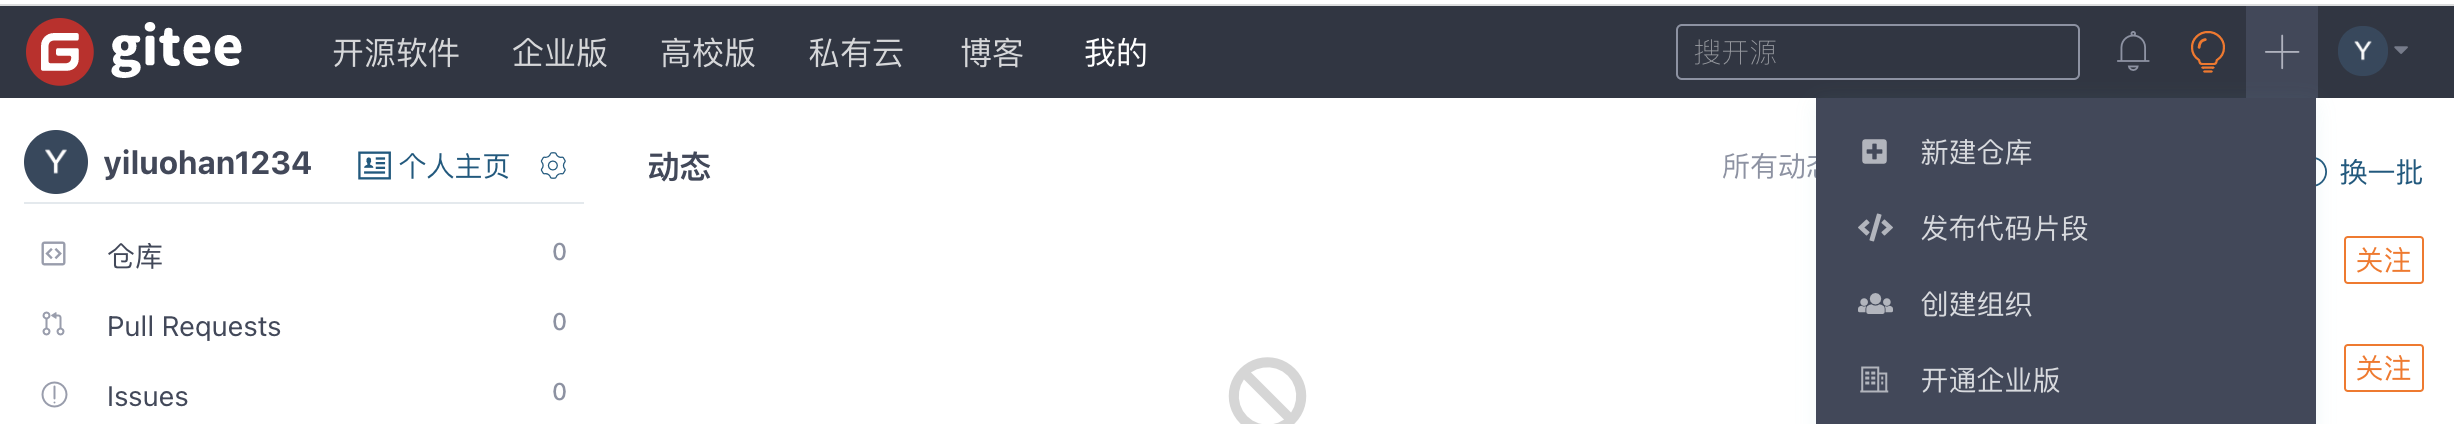 gitee 开源软件 企业版 高校版 私有云 博客 我的 搜开源 Y
Y yiluohan1234 个人主页
动态 所有动态 换一批
仓库 0
Pull Requests 0
Issues 0
新建仓库
发布代码片段
创建组织
开通企业版
关注
关注